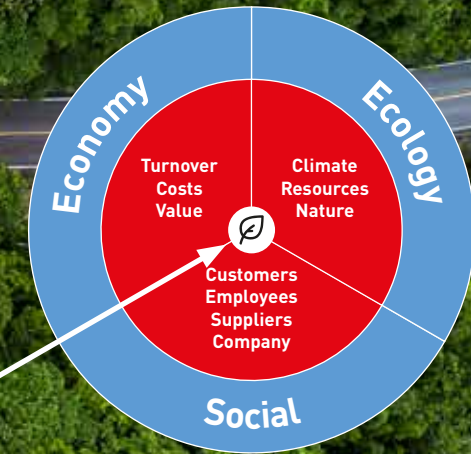 Economy
Ecology
Turnover
Costs
Value
Climate
Resources
Nature
Customers
Employees
Suppliers
Company
Social